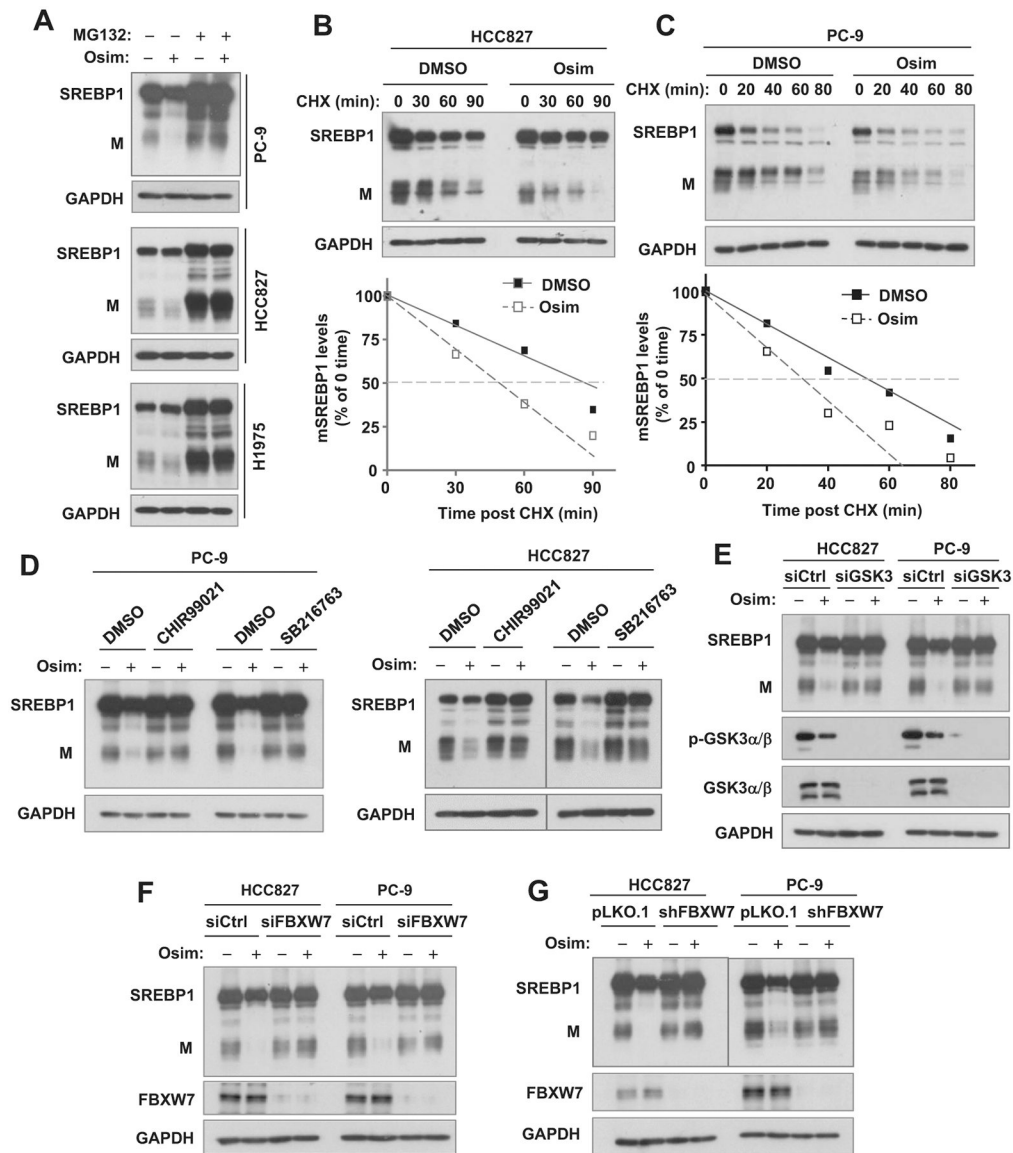 A
MG132: – – + +
Osim: – + – +
SREBP1
M
GAPDH
PC-9
SREBP1
M
GAPDH
HCC827
SREBP1
M
GAPDH
H1975
B
HCC827
DMSO Osim
CHX (min): 0 30 60 90 0 30 60 90
SREBP1
M
GAPDH
DMSO
Osim
mSREBP1 levels
(% of 0 time)
100
75
50
25
0
0 30 60 90
Time post CHX (min)
C
PC-9
DMSO Osim
CHX (min): 0 20 40 60 80 0 20 40 60 80
SREBP1
M
GAPDH
DMSO
Osim
mSREBP1 levels
(% of 0 time)
100
75
50
25
0
0 20 40 60 80
Time post CHX (min)
D
PC-9
DMSO CHIR99021 DMSO SB216763
Osim: – + – + – + – +
SREBP1
M
GAPDH
HCC827
DMSO CHIR99021 DMSO SB216763
Osim: – + – + – + – +
SREBP1
M
GAPDH
E
HCC827 PC-9
siCtrl siGSK3 siCtrl siGSK3
Osim: – + – + – + – +
SREBP1
M
p-GSK3α/β
GSK3α/β
GAPDH
F
HCC827 PC-9
siCtrl siFBXW7 siCtrl siFBXW7
Osim: – + – + – + – +
SREBP1
M
FBXW7
GAPDH
G
HCC827 PC-9
pLKO.1 shFBXW7 pLKO.1 shFBXW7
Osim: – + – + – + – +
SREBP1
M
FBXW7
GAPDH